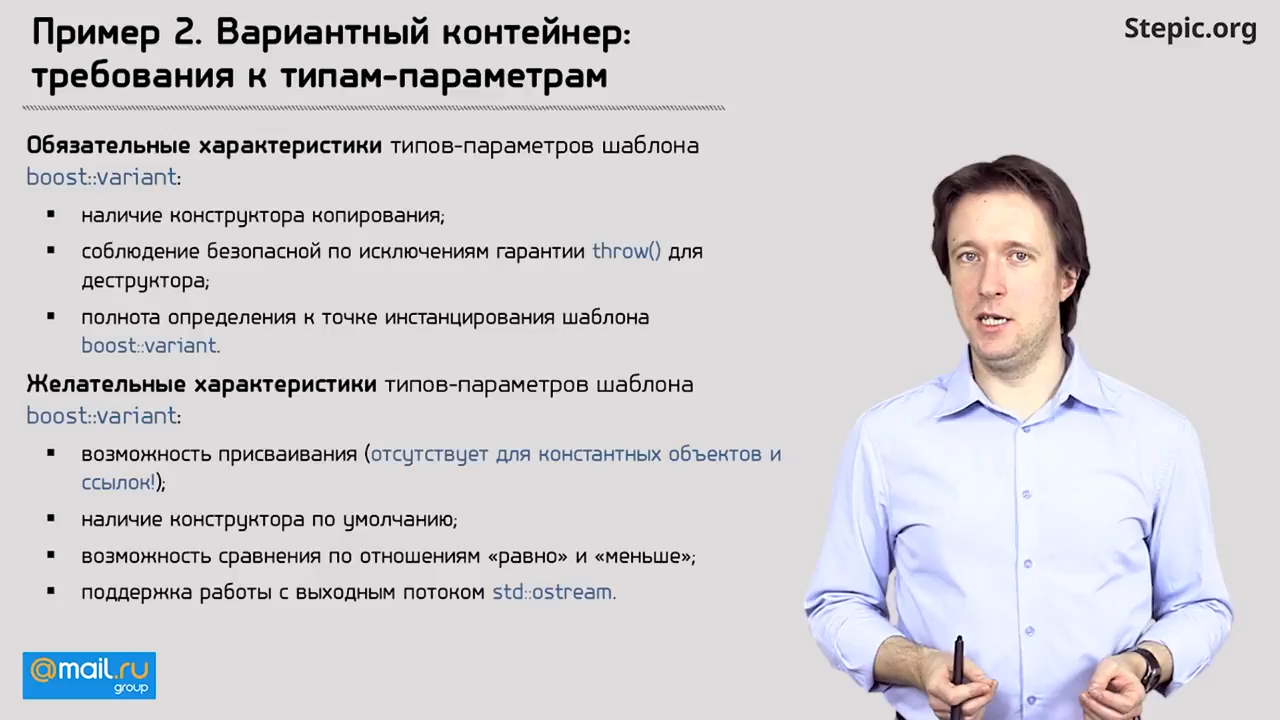 Пример 2. Вариантный контейнер:
требования к типам-параметрам
Stepic.org
Обязательные характеристики типов-параметров шаблона
boost::variant:
▪ наличие конструктора копирования;
▪ соблюдение безопасной по исключениям гарантии throw() для
деструктора;
▪ полнота определения к точке инстанцирования шаблона
boost::variant.
Желательные характеристики типов-параметров шаблона
boost::variant:
▪ возможность присваивания (отсутствует для константных объектов и
ссылок!);
▪ наличие конструктора по умолчанию;
▪ возможность сравнения по отношениям «равно» и «меньше»;
▪ поддержка работы с выходным потоком std::ostream.
@mail.ru
group